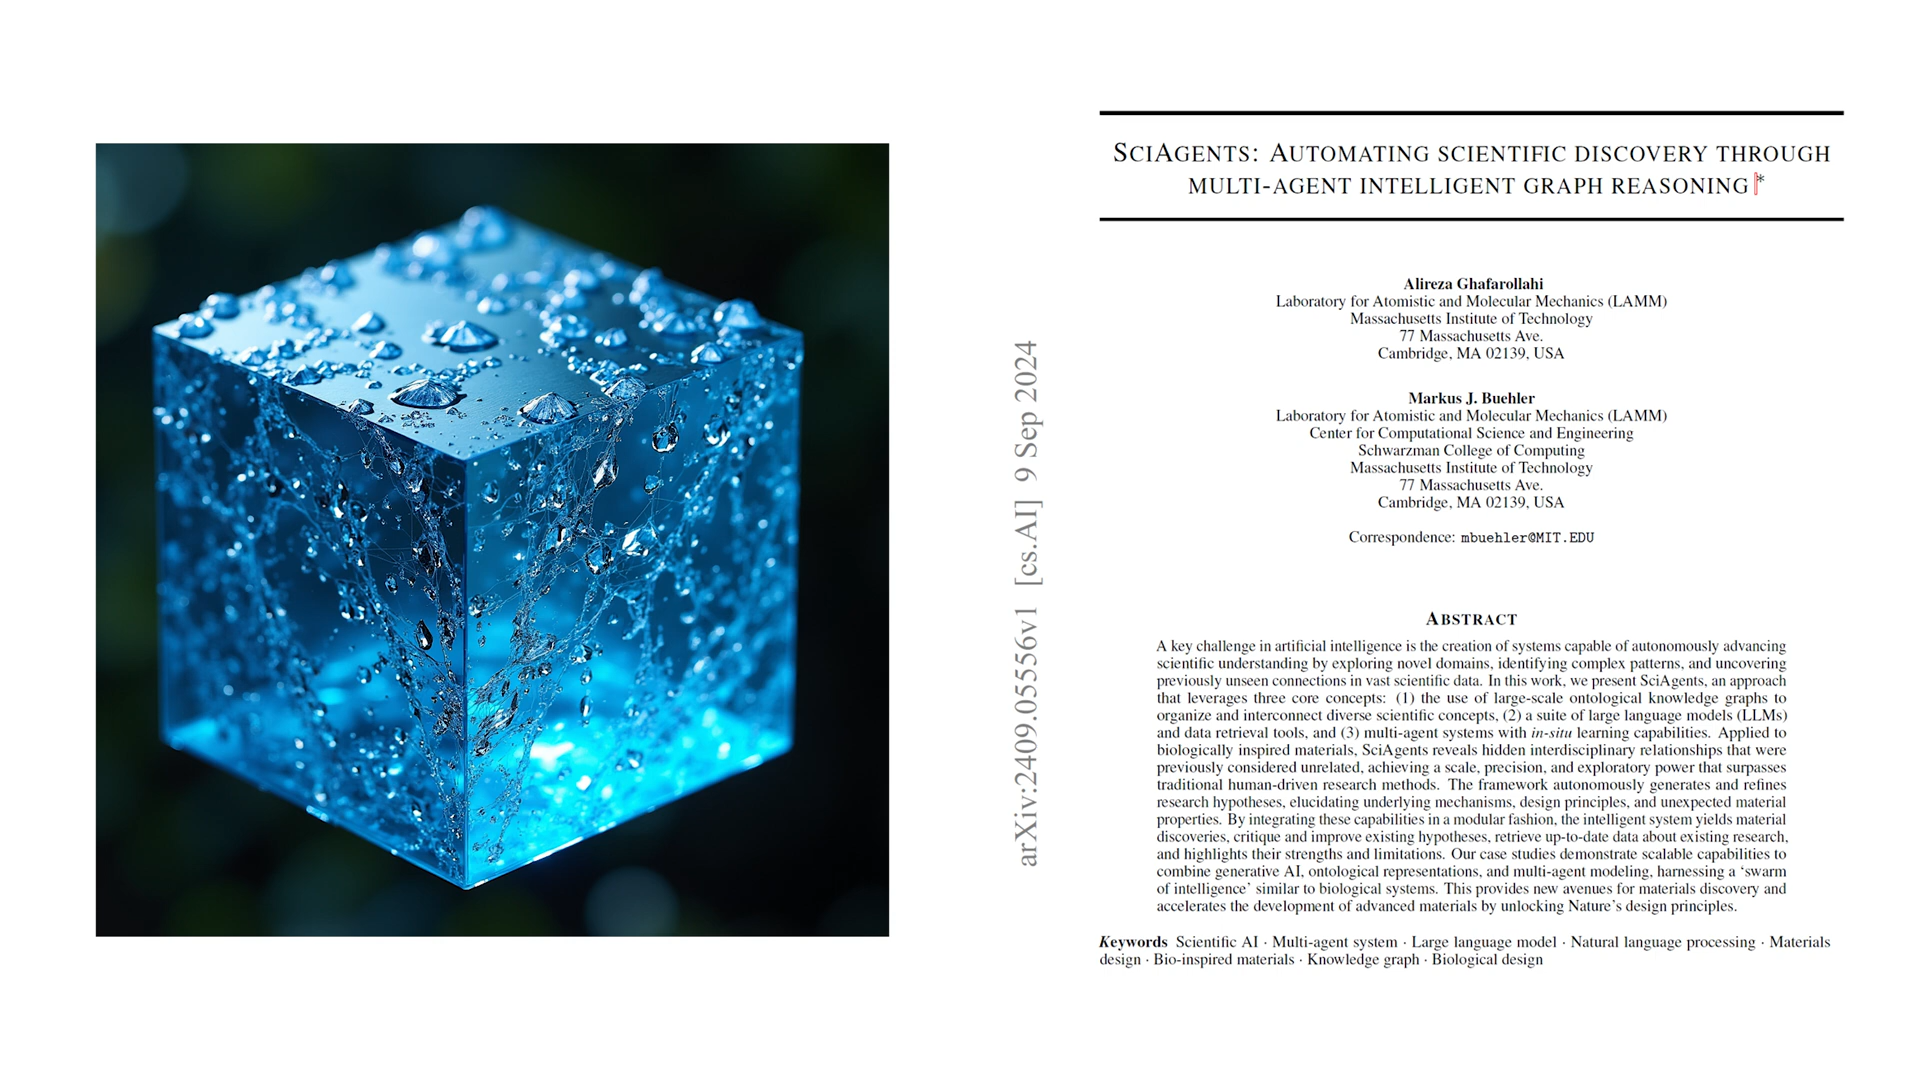 SCIAGENTS: AUTOMATING SCIENTIFIC DISCOVERY THROUGH
MULTI-AGENT INTELLIGENT GRAPH REASONING*
Alireza Ghafarollahi
Laboratory for Atomistic and Molecular Mechanics (LAMM)
Massachusetts Institute of Technology
77 Massachusetts Ave.
Cambridge, MA 02139, USA
Markus J. Buehler
Laboratory for Atomistic and Molecular Mechanics (LAMM)
Center for Computational Science and Engineering
Schwarzman College of Computing
Massachusetts Institute of Technology
77 Massachusetts Ave.
Cambridge, MA 02139, USA
Correspondence: mbuehler@MIT.EDU
arXiv:2409.05556v1 [cs.AI] 9 Sep 2024
ABSTRACT
A key challenge in artificial intelligence is the creation of systems capable of autonomously advancing
scientific understanding by exploring novel domains, identifying complex patterns, and uncovering
previously unseen connections in vast scientific data. In this work, we present SciAgents, an approach
that leverages three core concepts: (1) the use of large-scale ontological knowledge graphs to
organize and interconnect diverse scientific concepts, (2) a suite of large language models (LLMs)
and data retrieval tools, and (3) multi-agent systems with in-situ learning capabilities. Applied to
biologically inspired materials, SciAgents reveals hidden interdisciplinary relationships that were
previously considered unrelated, achieving a scale, precision, and exploratory power that surpasses
traditional human-driven research methods. The framework autonomously generates and refines
research hypotheses, elucidating underlying mechanisms, design principles, and unexpected material
properties. By integrating these capabilities in a modular fashion, the intelligent system yields material
discoveries, critique and improve existing hypotheses, retrieve up-to-date data about existing research,
and highlights their strengths and limitations. Our case studies demonstrate scalable capabilities to
combine generative AI, ontological representations, and multi-agent modeling, harnessing a ‘swarm
of intelligence’ similar to biological systems. This provides new avenues for materials discovery and
accelerates the development of advanced materials by unlocking Nature’s design principles.
Keywords Scientific AI · Multi-agent system · Large language model · Natural language processing · Materials
design · Bio-inspired materials · Knowledge graph · Biological design